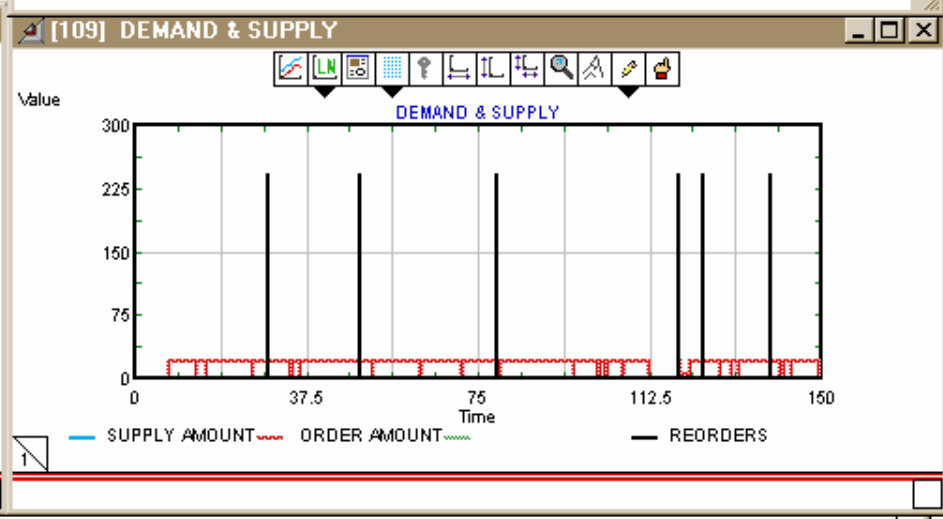 [109] DEMAND & SUPPLY
LN
Value
DEMAND & SUPPLY
300
225
150
75
0
0 37.5 75 112.5 150
Time
SUPPLY AMOUNT ORDER AMOUNT REORDERS
1